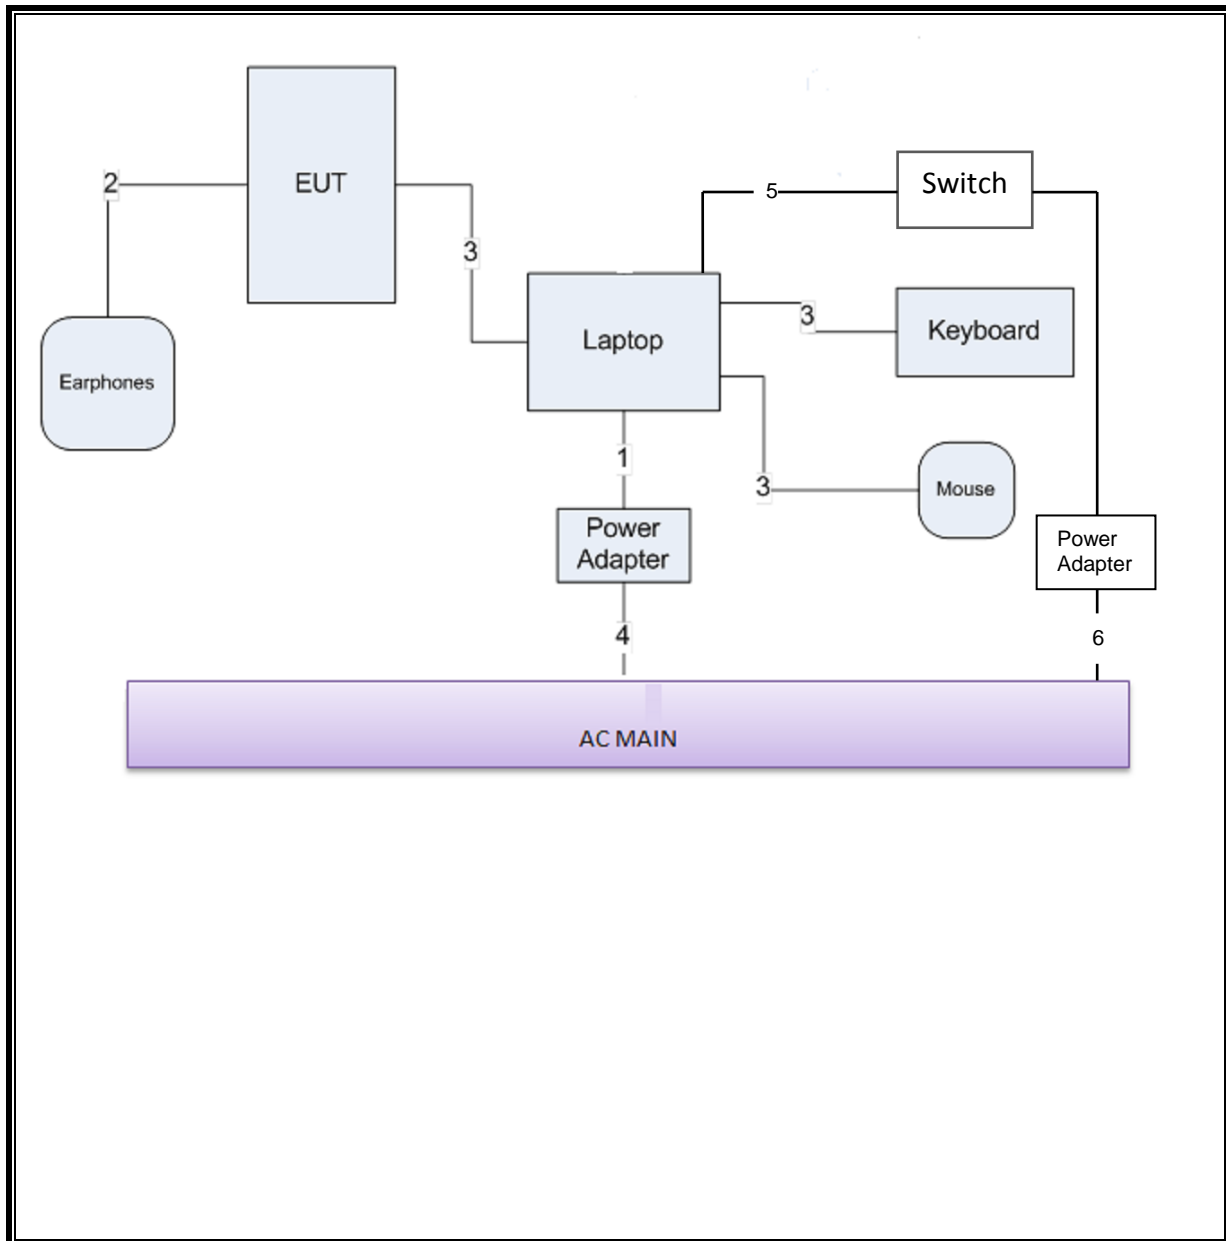 EUT
2
Switch
5
3
Laptop
3
Keyboard
Earphones
1
3
Mouse
Power
Adapter
Power
Adapter
4
6
AC MAIN